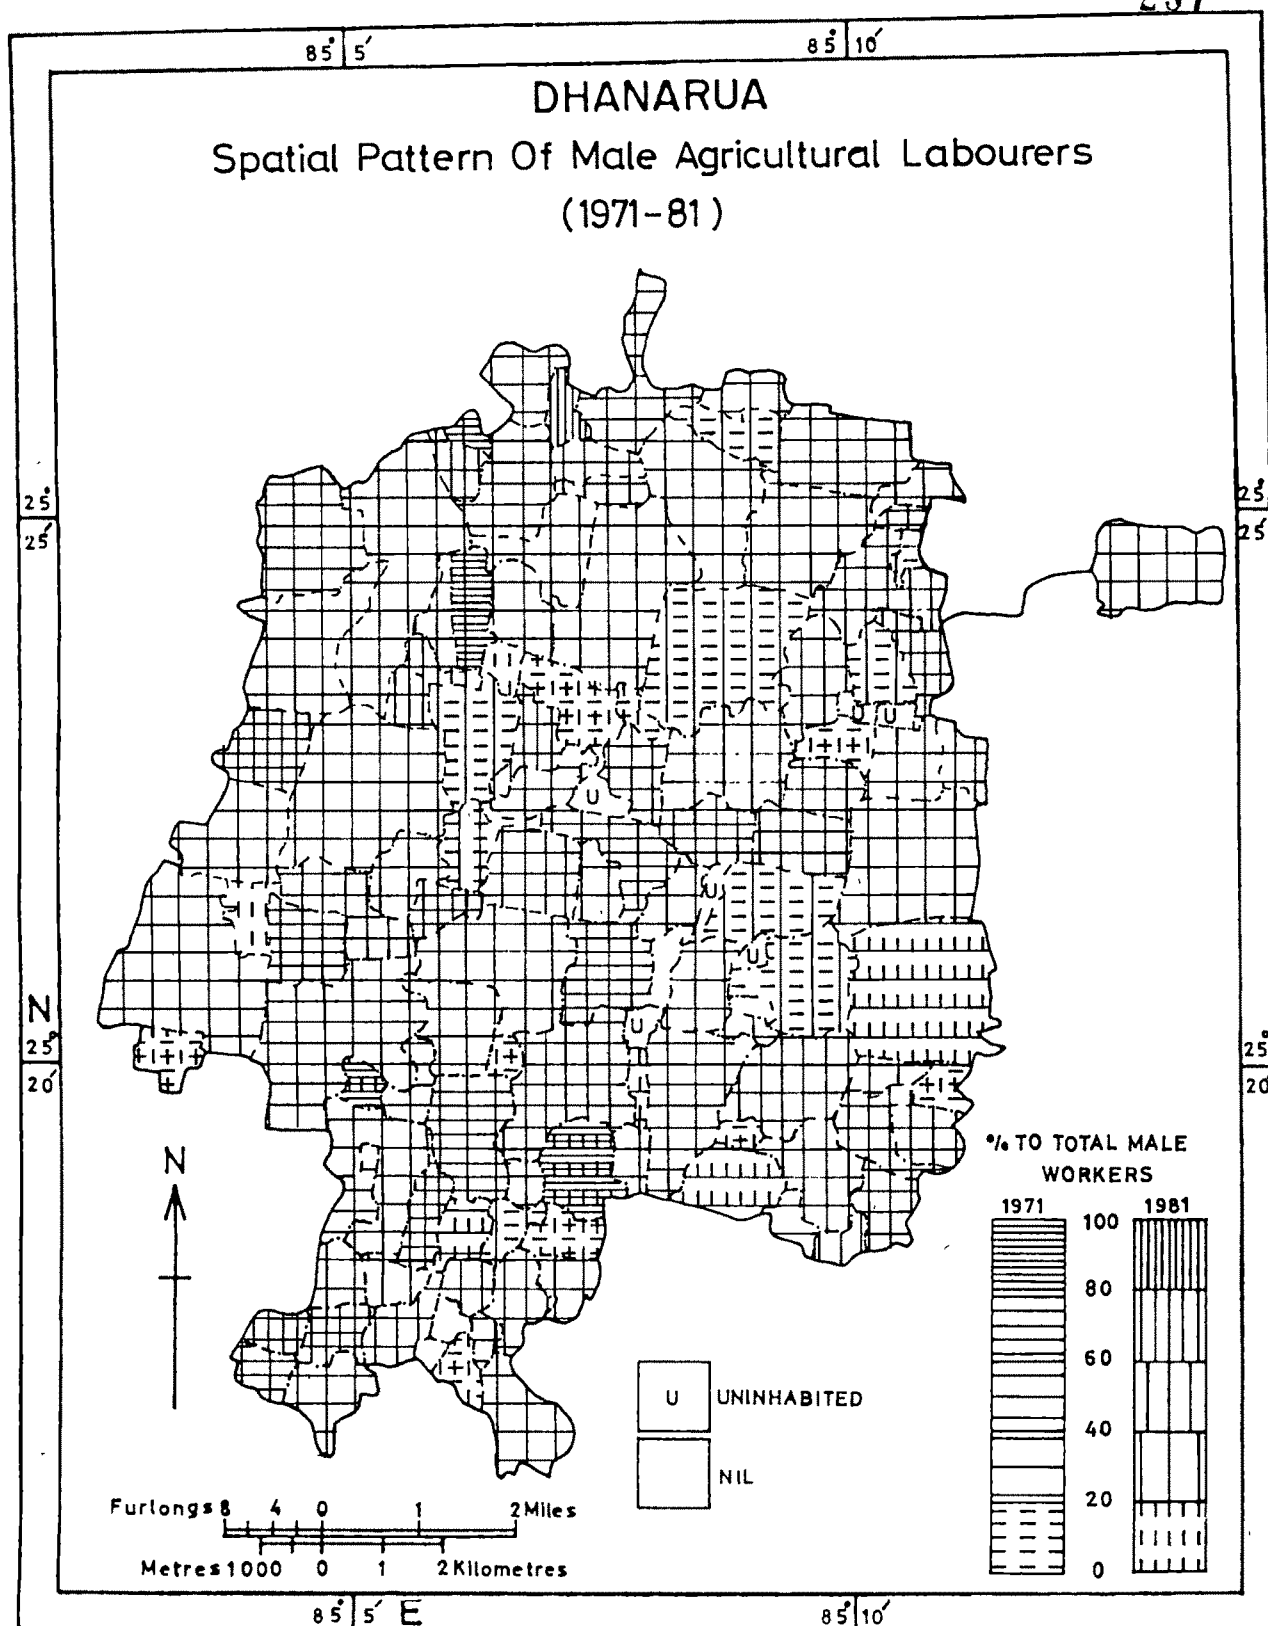 85° 5′ 85° 10′
DHANARUA
Spatial Pattern Of Male Agricultural Labourers
(1971-81)
25° 25′
25° 25′
U U
U
U
U
U
N
25° 20′
25° 20′
N
% TO TOTAL MALE
WORKERS
1971 1981
100
80
60
40
20
0
U UNINHABITED
NIL
Furlongs 8 4 0 1 2 Miles
Metres 1000 0 1 2 Kilometres
85° 5′ E 85° 10′